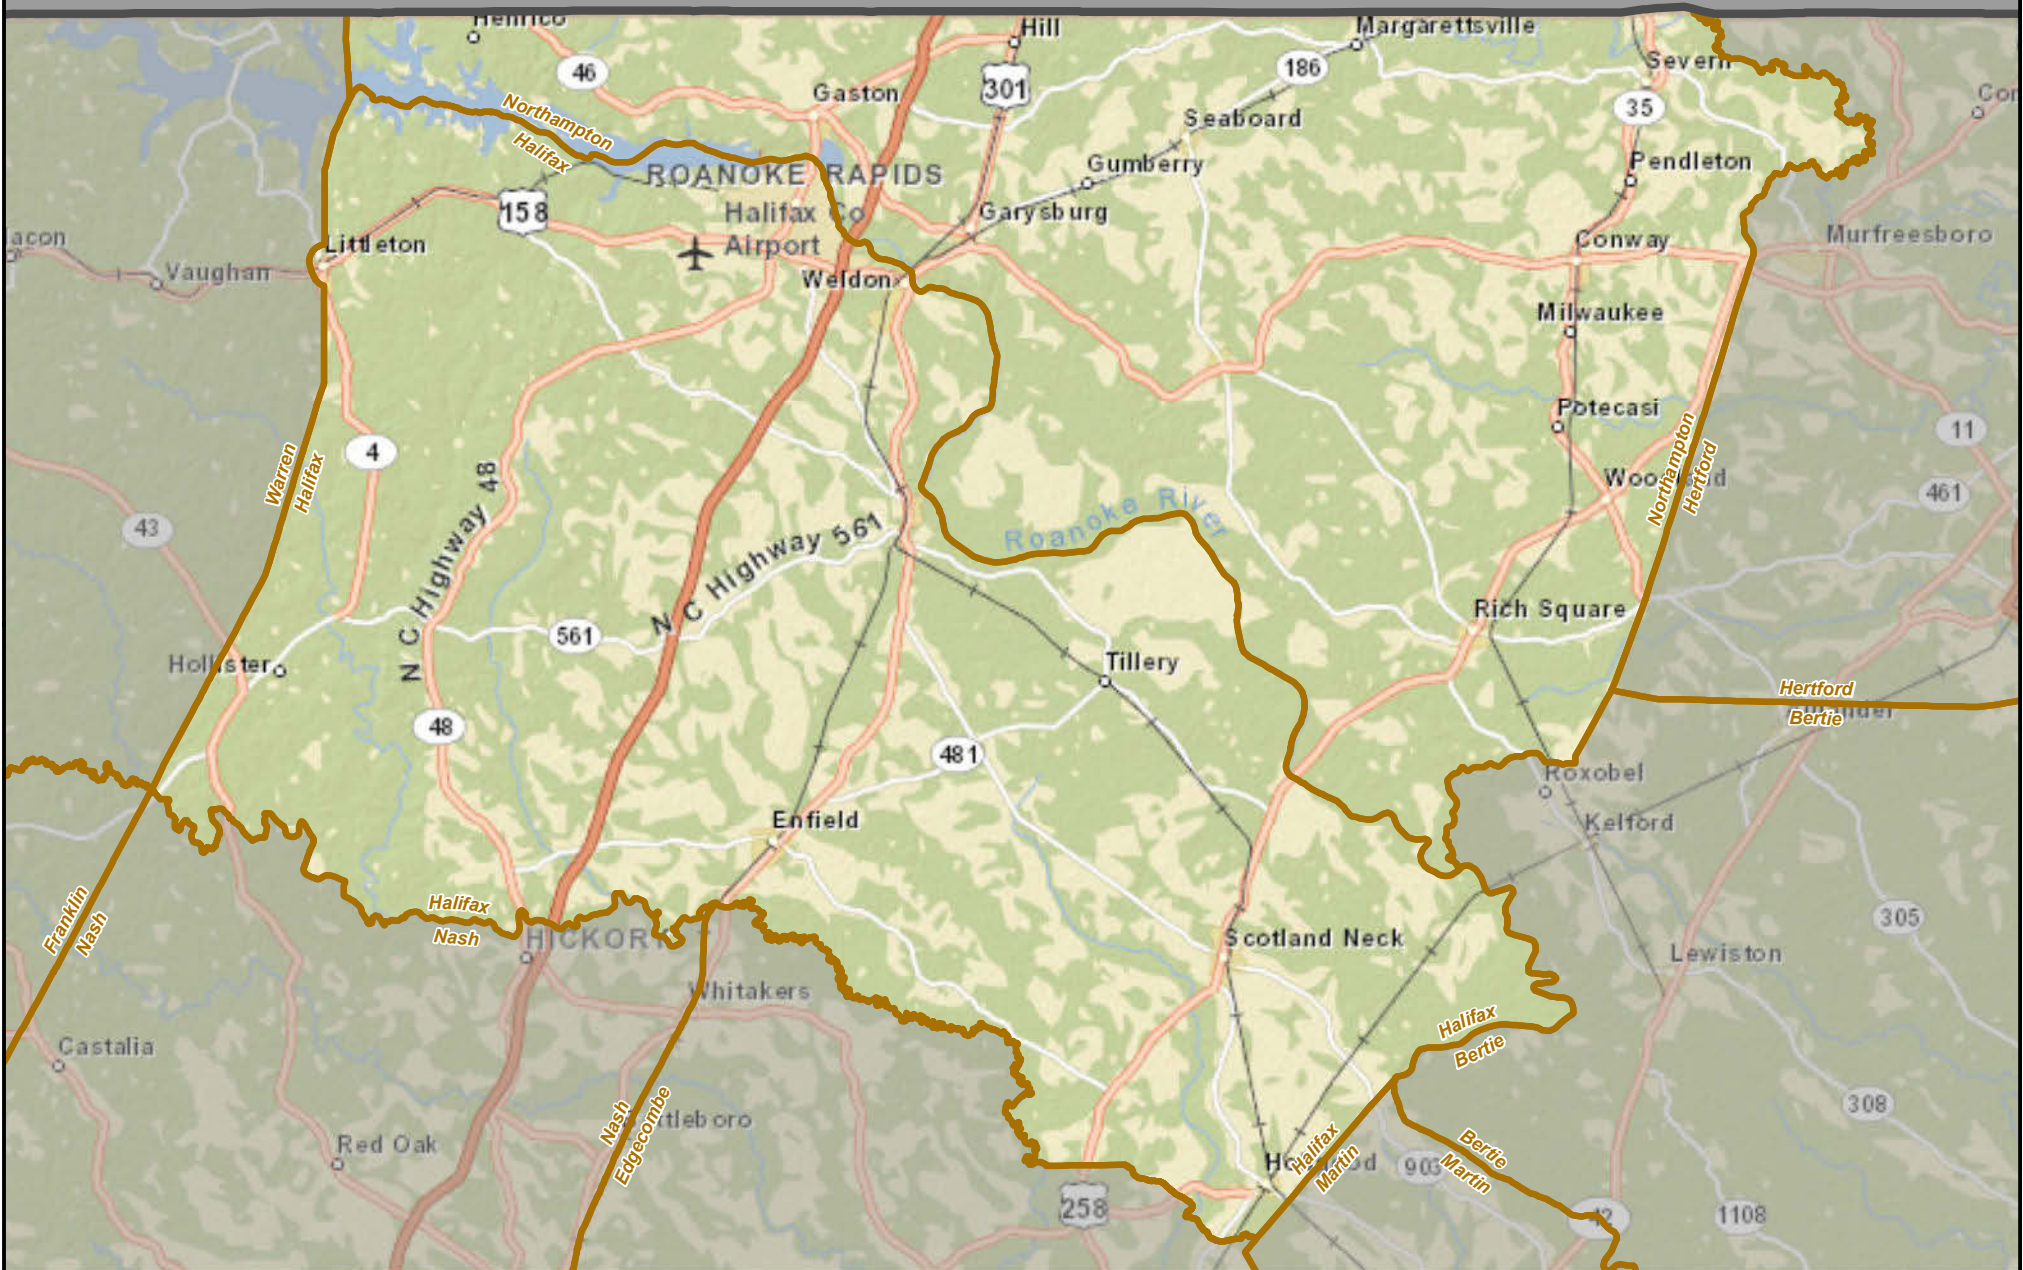 Henrico
Hill
Margarettsville
Severn
46
301
186
35
Gaston
Northampton
Halifax
Seaboard
Gumberry
Pendleton
ROANOKE RAPIDS
158
Halifax Co
Airport
Garysburg
Conway
Murfreesboro
Littleton
Vaughan
Weldon
Milwaukee
Potecasi
4
11
Warren
Halifax
Northampton
Hertford
461
43
N C Highway 48
N C Highway 561
Roanoke River
Rich Square
561
Hollister
Tillery
48
481
Hertford
Bertie
Roxobel
Kelford
Enfield
Franklin
Nash
Halifax
Nash
HICKORY
Scotland Neck
305
Lewiston
Whitakers
Halifax
Bertie
Castalia
Red Oak
Nash
Edgecombe
308
Halifax
Martin
903
Bertie
Martin
258
42
1108